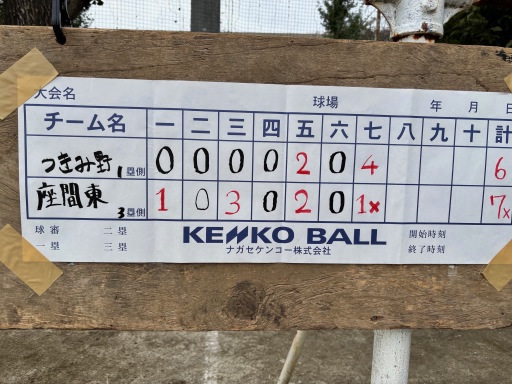 大会名 球場 年 月 日
チーム名 一 二 三 四 五 六 七 八 九 十 計
つきみ野 1塁側 0 0 0 0 2 0 4 6
座間東 3塁側 1 0 3 0 2 0 1x 7x
球審 二塁 KENKO BALL 開始時刻
一塁 三塁 ナガセケンコー株式会社 終了時刻